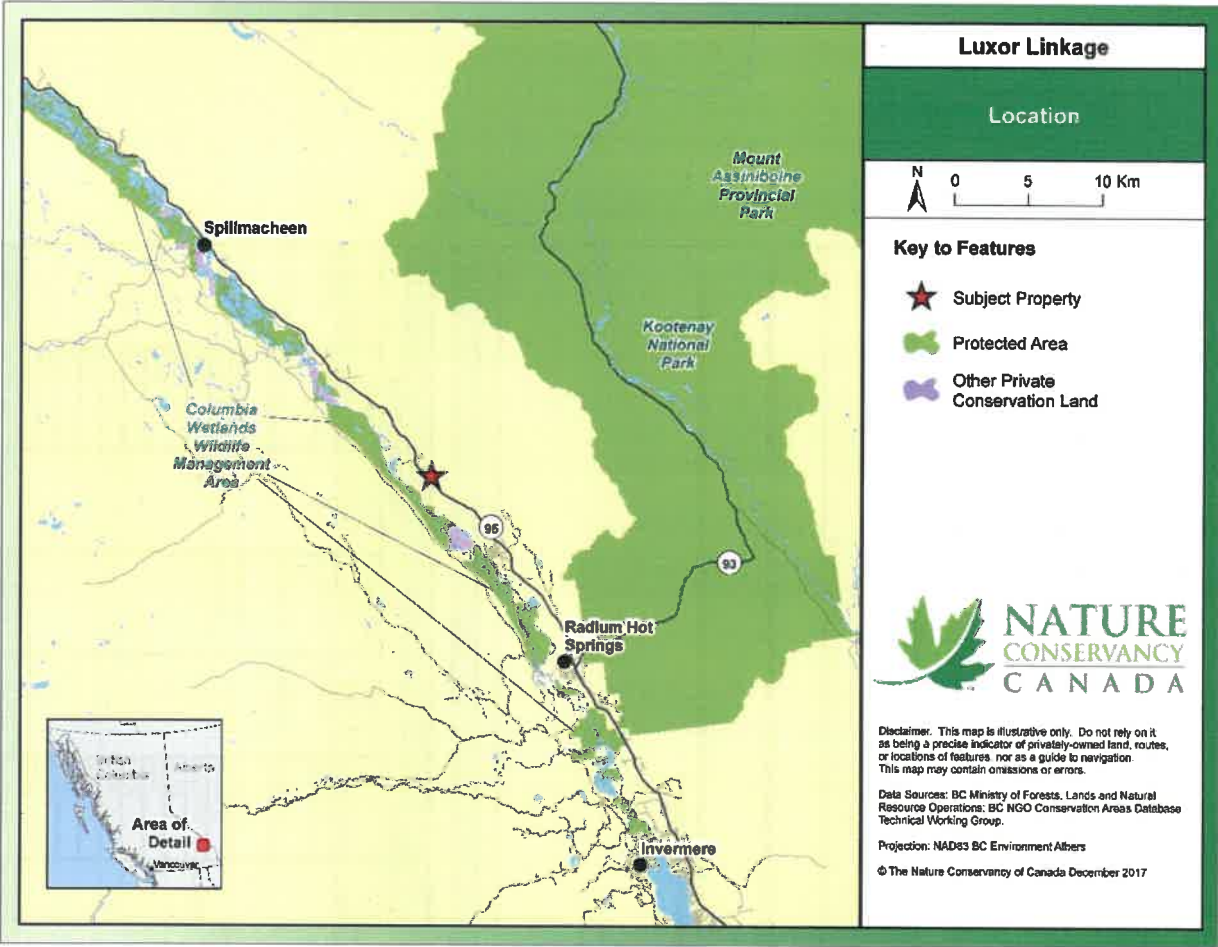 Luxor Linkage
Location
N
0 5 10 Km
Key to Features
Subject Property
Protected Area
Other Private
Conservation Land
NATURE
CONSERVANCY
CANADA
Disclaimer. This map is illustrative only. Do not rely on it
as being a precise indicator of privately-owned land, routes,
or locations of features, nor as a guide to navigation.
This map may contain omissions or errors.
Data Sources: BC Ministry of Forests, Lands and Natural
Resource Operations; BC NGO Conservation Areas Database
Technical Working Group.
Projection: NAD83 BC Environment Albers
© The Nature Conservancy of Canada December 2017
Mount
Assiniboine
Provincial
Park
Spillmacheen
Kootenay
National
Park
Columbia
Wetlands
Wildlife
Management
Area
95
93
Radium Hot
Springs
Invermere
British
Columbia
Alberta
Area of
Detail
Vancouver